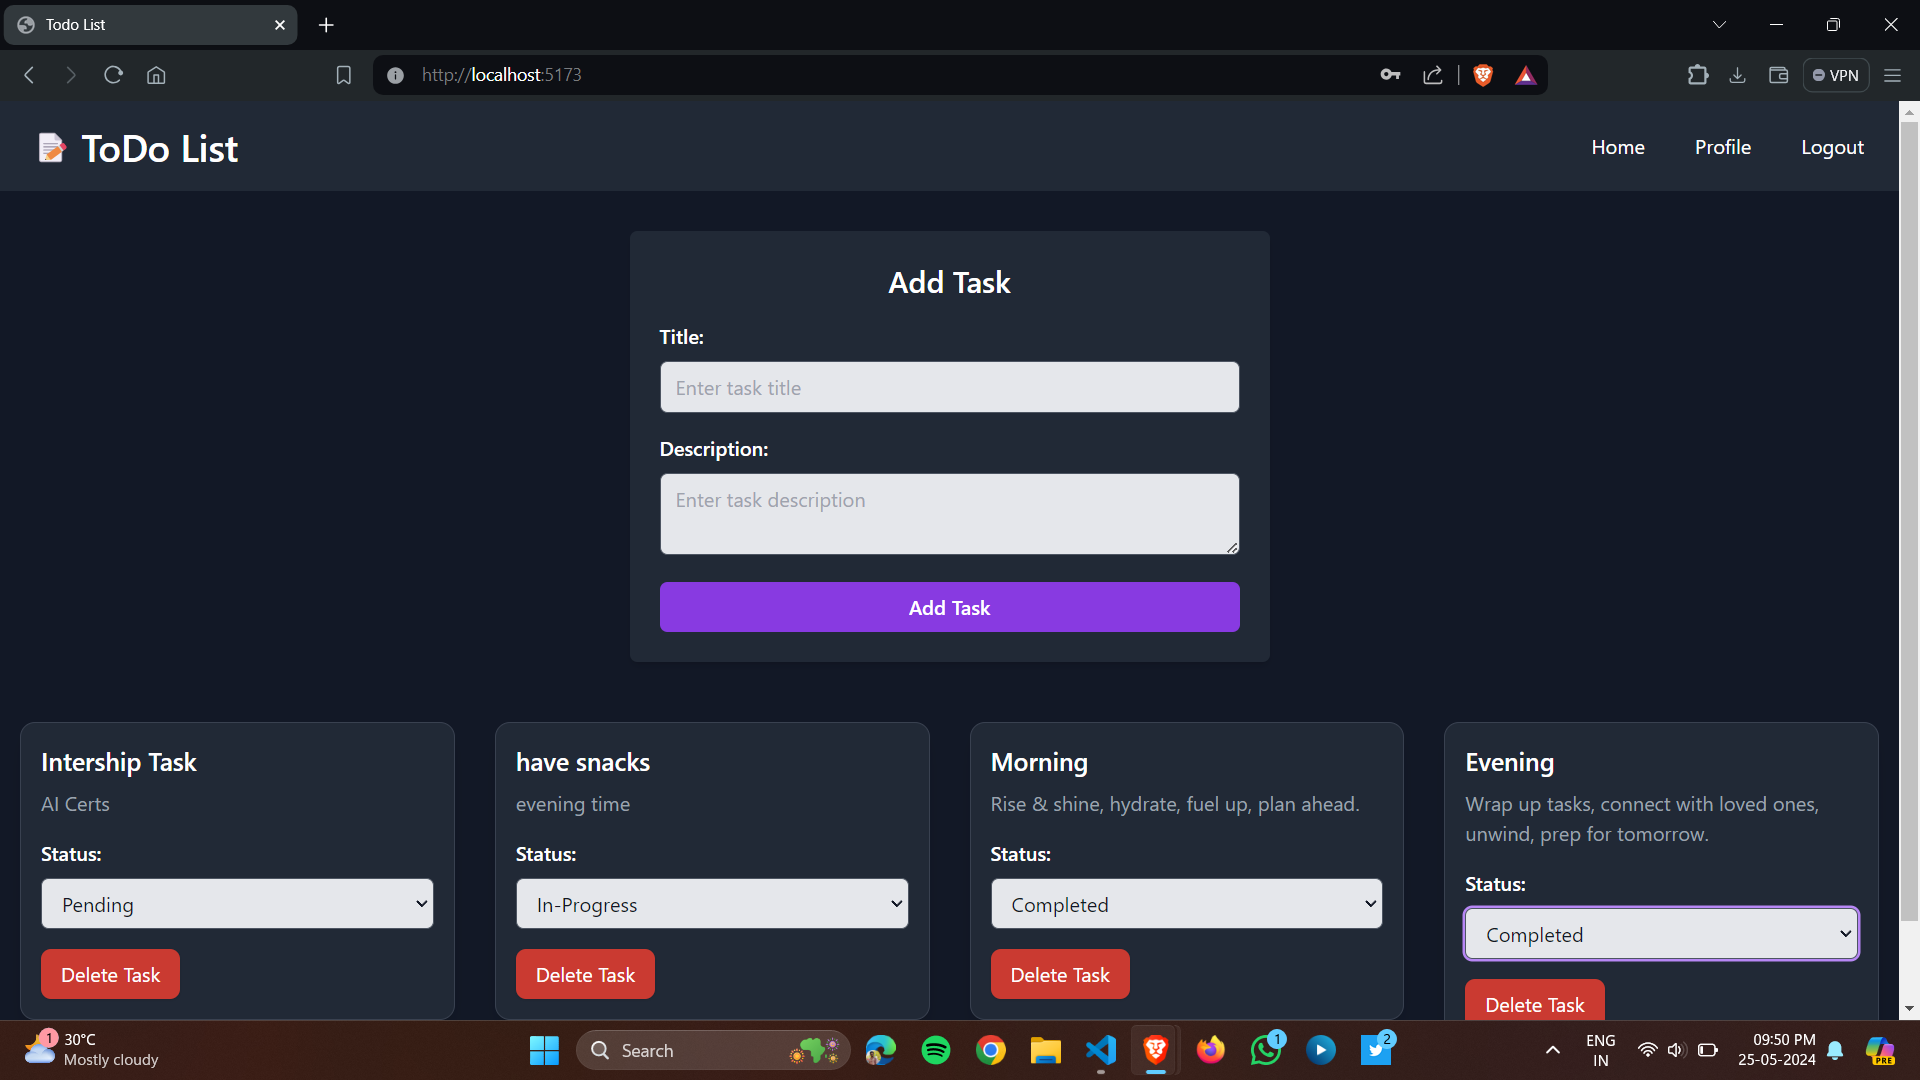 Todo List
http://localhost:5173
VPN
ToDo List
Home
Profile
Logout
Add Task
Title:
Enter task title
Description:
Enter task description
Add Task
Intership Task
AI Certs
Status:
Pending
Delete Task
have snacks
evening time
Status:
In-Progress
Delete Task
Morning
Rise & shine, hydrate, fuel up, plan ahead.
Status:
Completed
Delete Task
Evening
Wrap up tasks, connect with loved ones,
unwind, prep for tomorrow.
Status:
Completed
Delete Task
1
30°C
Mostly cloudy
Search
1
2
ENG
IN
09:50 PM
25-05-2024
PRE